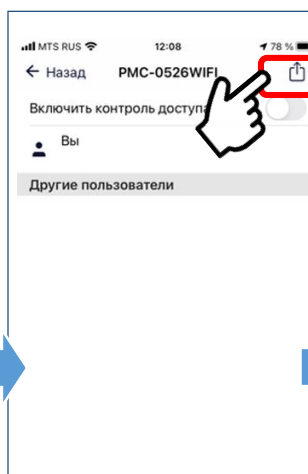 MTS RUS 12:08 78 %
← Назад PMC-0526WIFI
Включить контроль доступа
Вы
Другие пользователи